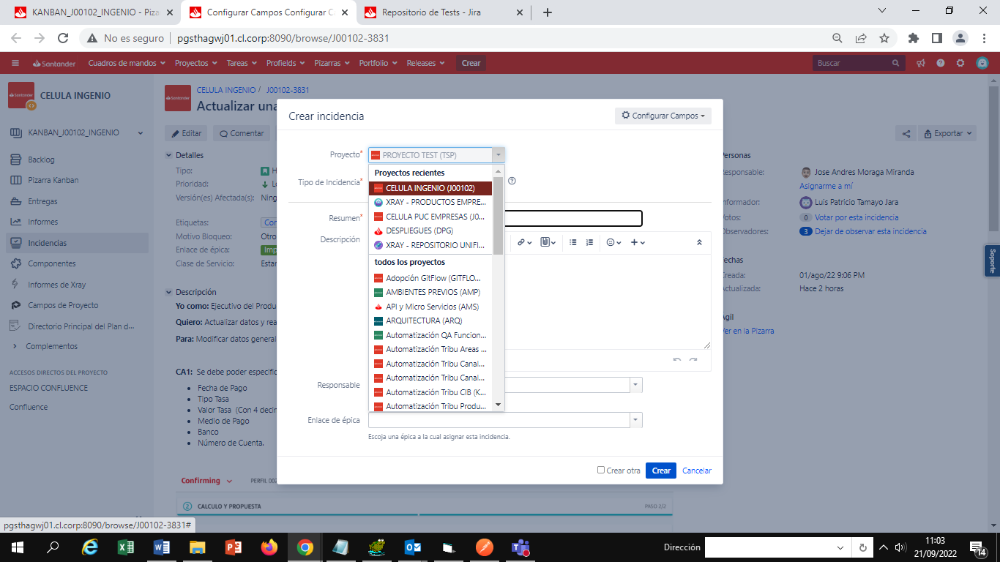 KANBAN_J00102_INGENIO - Piza
Configurar Campos Configurar C
Repositorio de Tests - Jira
No es seguro
pgsthagwj01.cl.corp:8090/browse/J00102-3831
Santander
Cuadros de mandos
Proyectos
Tareas
Profields
Pizarras
Portfolio
Releases
Crear
Buscar
CELULA INGENIO
KANBAN_J00102_INGENIO
Backlog
Pizarra Kanban
Entregas
Informes
Incidencias
Componentes
Informes de Xray
Campos de Proyecto
Directorio Principal del Plan d...
Complementos
ACCESOS DIRECTOS DEL PROYECTO
ESPACIO CONFLUENCE
Confluence
CELULA INGENIO / J00102-3831
Actualizar una
Editar
Comentar
Exportar
Detalles
Tipo:
Prioridad:
Versión(es) Afectada(s):
Ning
Etiquetas:
Motivo Bloqueo:
Otro
Enlace de épica:
Clase de Servicio:
Estar
Descripción
Yo como: Ejecutivo del Produ
Quiero: Actualizar datos y rea
Para: Modificar datos general
CA1: Se debe poder especific
• Fecha de Pago
• Tipo Tasa
• Valor Tasa (Con 4 decir
• Medio de Pago
• Banco
• Número de Cuenta.
Confirming
PERFIL 002
2 CALCULO Y PROPUESTA
PASO 2/2
Crear incidencia
Configurar Campos
Proyecto*
PROYECTO TEST (TSP)
Tipo de Incidencia*
Resumen*
Descripción
Responsable
Enlace de épica
Escoja una épica a la cual asignar esta incidencia.
Crear otra
Crear
Cancelar
Proyectos recientes
CELULA INGENIO (J00102)
XRAY - PRODUCTOS EMPRE...
CELULA PUC EMPRESAS (J0...
DESPLIEGUES (DPG)
XRAY - REPOSITORIO UNIFI...
todos los proyectos
Adopción GitFlow (GITFLO...
AMBIENTES PREVIOS (AMP)
API y Micro Servicios (AMS)
ARQUITECTURA (ARQ)
Automatización QA Funcion...
Automatización Tribu Areas ...
Automatización Tribu Canal...
Automatización Tribu Canal...
Automatización Tribu CIB (K...
Automatización Tribu Produ...
Personas
Responsable:
Jose Andres Moraga Miranda
Asignarme a mí
Informador:
Luis Patricio Tamayo Jara
Votos:
0 Votar por esta incidencia
Observadores:
3 Dejar de observar esta incidencia
Fechas
Creada:
01/ago/22 9:06 PM
Actualizada:
Hace 2 horas
Agil
Ver en la Pizarra
Soporte
pgsthagwj01.cl.corp:8090/browse/J00102-3831#
Dirección
11:03
21/09/2022
14